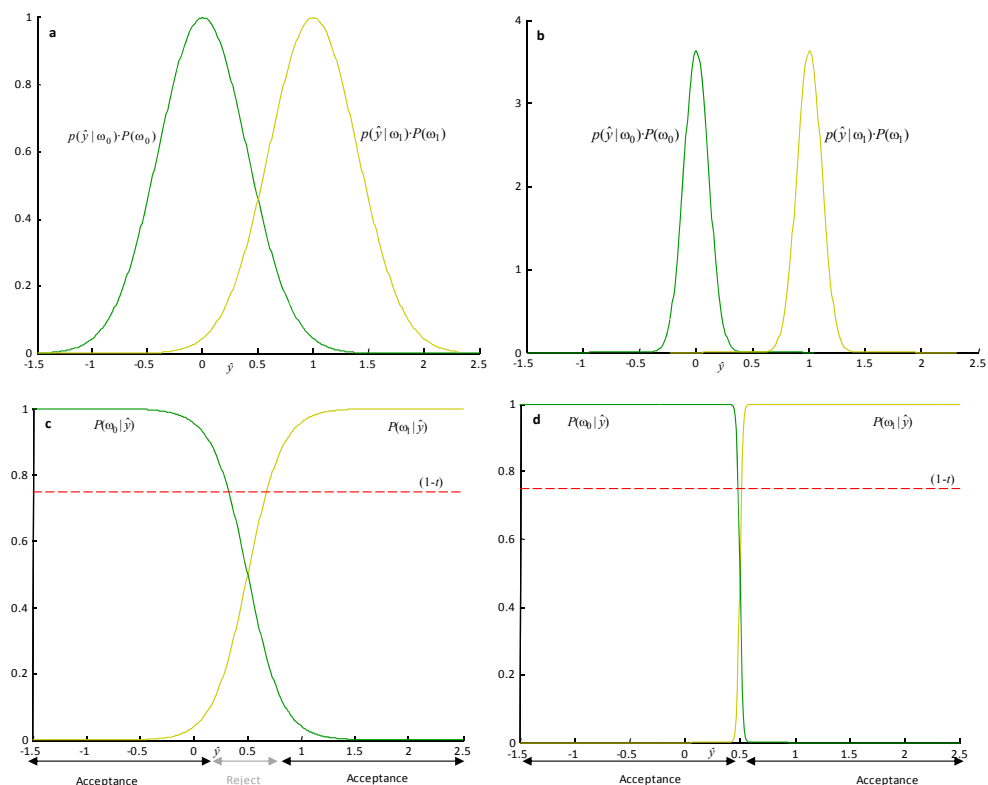 a
1
0.8
0.6
0.4
0.2
0
p(ŷ|ω₀)·P(ω₀)
p(ŷ|ω₁)·P(ω₁)
-1.5 -1 -0.5 0 0.5 1 1.5 2 2.5
ŷ
b
4
3
2
1
0
p(ŷ|ω₀)·P(ω₀)
p(ŷ|ω₁)·P(ω₁)
-1.5 -1 -0.5 0 0.5 1 1.5 2 2.5
ŷ
c
1
0.8
0.6
0.4
0.2
0
P(ω₀|ŷ)
P(ω₁|ŷ)
(1-t)
-1.5 -1 -0.5 0 0.5 1 1.5 2 2.5
ŷ
Acceptance Reject Acceptance
d
1
0.8
0.6
0.4
0.2
0
P(ω₀|ŷ)
P(ω₁|ŷ)
(1-t)
-1.5 -1 -0.5 0 0.5 1 1.5 2 2.5
ŷ
Acceptance Acceptance